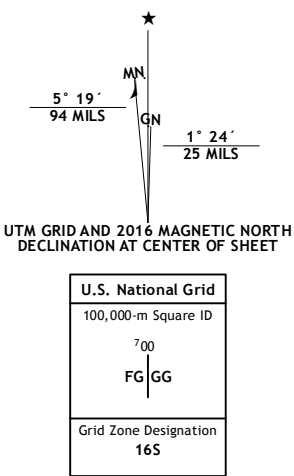 ★
MN
GN
5° 19´
94 MILS
1° 24´
25 MILS
UTM GRID AND 2016 MAGNETIC NORTH
DECLINATION AT CENTER OF SHEET
U.S. National Grid
100,000-m Square ID
⁷00
FG GG
Grid Zone Designation
16S